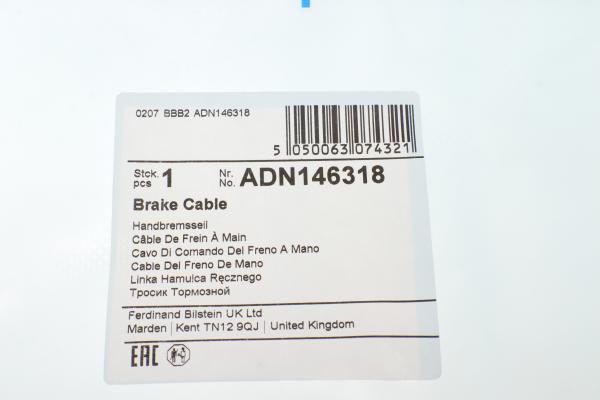 0207 BBB2 ADN146318
5 050063 074321
Stck. pcs 1 Nr. No. ADN146318
Brake Cable
Handbremsseil
Câble De Frein À Main
Cavo Di Comando Del Freno A Mano
Cable Del Freno De Mano
Linka Hamulca Ręcznego
Тросик Тормозной
Ferdinand Bilstein UK Ltd
Marden | Kent TN12 9QJ | United Kingdom
EAC